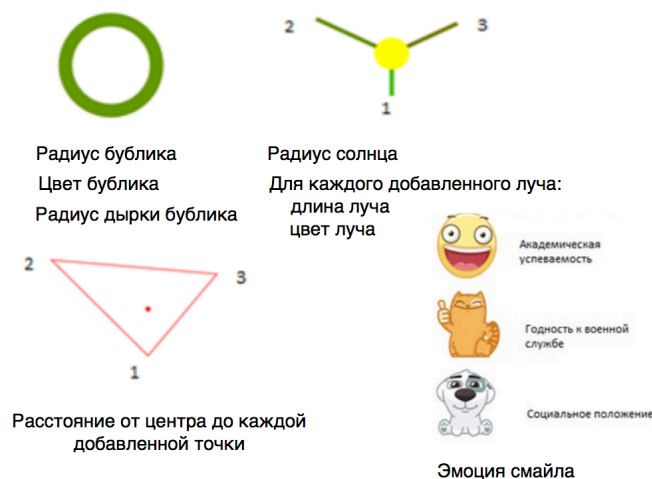 2
3
1
Радиус бублика
Цвет бублика
Радиус дырки бублика
Радиус солнца
Для каждого добавленного луча:
длина луча
цвет луча
2
3
1
Расстояние от центра до каждой
добавленной точки
Академическая
успеваемость
Годность к военной
службе
Социальное положение
Эмоция смайла